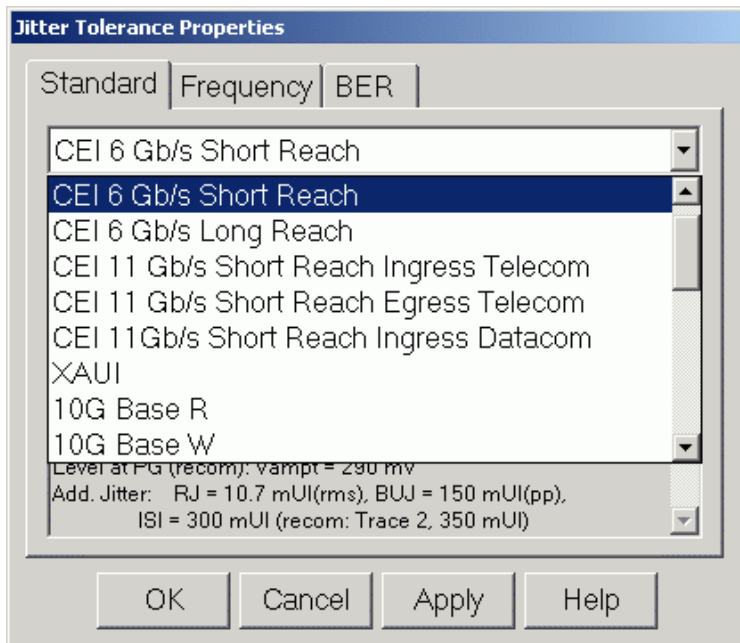 Jitter Tolerance Properties
Standard Frequency BER
CEI 6 Gb/s Short Reach
CEI 6 Gb/s Short Reach
CEI 6 Gb/s Long Reach
CEI 11 Gb/s Short Reach Ingress Telecom
CEI 11 Gb/s Short Reach Egress Telecom
CEI 11Gb/s Short Reach Ingress Datacom
XAUI
10G Base R
10G Base W
Level at PG (recom): Vampt = 290 mV
Add. Jitter: RJ = 10.7 mUI(rms), BUJ = 150 mUI(pp),
ISI = 300 mUI (recom: Trace 2, 350 mUI)
OK Cancel Apply Help